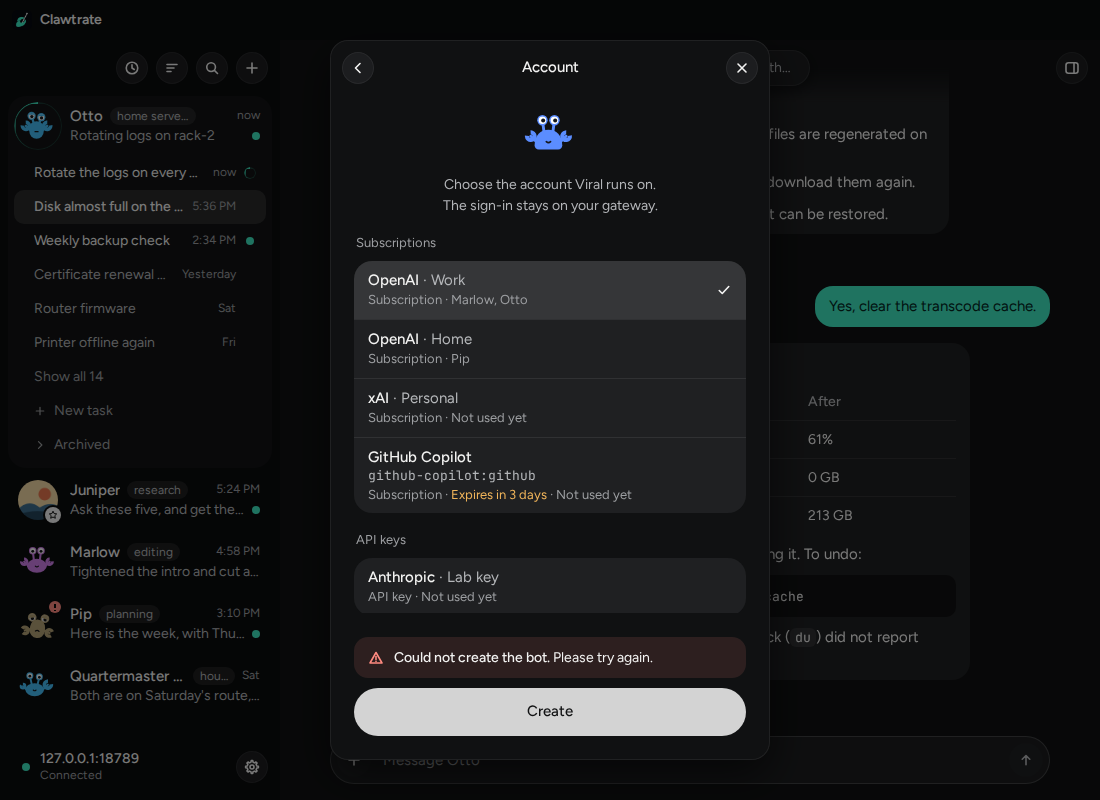 Clawtrate
Otto home serve... now
Rotating logs on rack-2
Rotate the logs on every ... now
Disk almost full on the ... 5:36 PM
Weekly backup check 2:34 PM
Certificate renewal ... Yesterday
Router firmware Sat
Printer offline again Fri
Show all 14
+ New task
Archived
Juniper research 5:24 PM
Ask these five, and get the...
Marlow editing 4:58 PM
Tightened the intro and cut a...
Pip planning 3:10 PM
Here is the week, with Thu...
Quartermaster ... hou... Sat
Both are on Saturday's route,...
127.0.0.1:18789
Connected
Account
Choose the account Viral runs on.
The sign-in stays on your gateway.
Subscriptions
OpenAI · Work
Subscription · Marlow, Otto
OpenAI · Home
Subscription · Pip
xAI · Personal
Subscription · Not used yet
GitHub Copilot
github-copilot:github
Subscription · Expires in 3 days · Not used yet
API keys
Anthropic · Lab key
API key · Not used yet
Could not create the bot. Please try again.
Create
th...
files are regenerated on
download them again.
t can be restored.
Yes, clear the transcode cache.
After
61%
0 GB
213 GB
ng it. To undo:
ache
ck ( du ) did not report
Message Otto